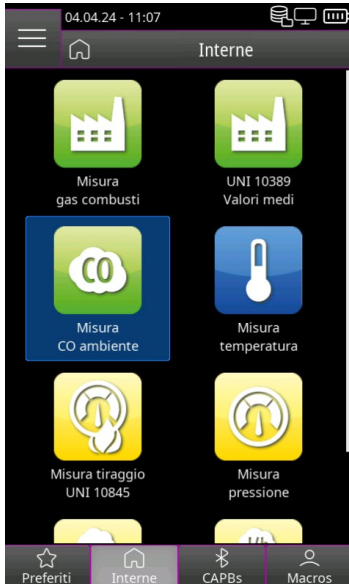 04.04.24 - 11:07
Interne
Misura
gas combusti
UNI 10389
Valori medi
CO
Misura
CO ambiente
Misura
temperatura
Misura tiraggio
UNI 10845
Misura
pressione
Preferiti
Interne
CAPBs
Macros